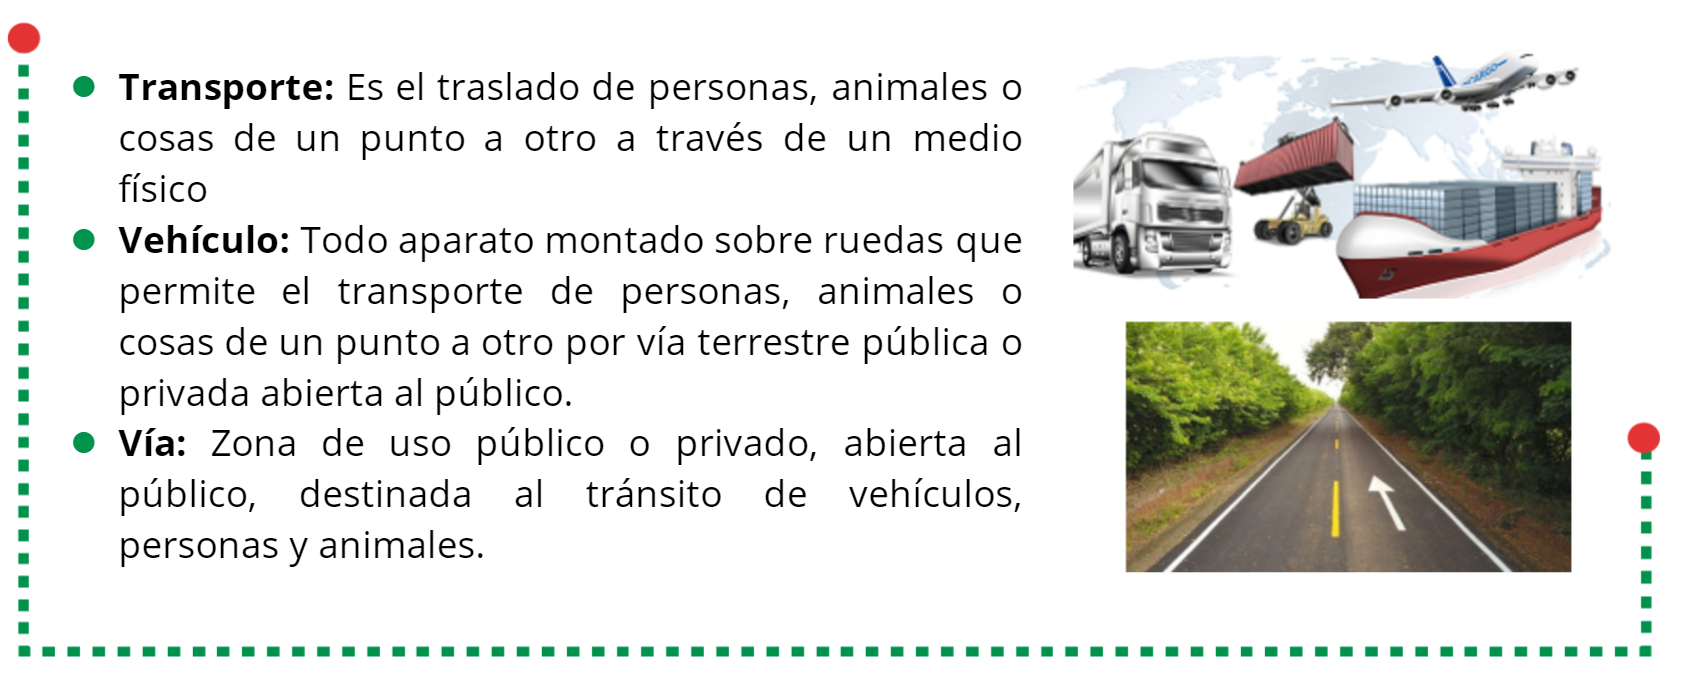 Transporte: Es el traslado de personas, animales o
cosas de un punto a otro a través de un medio
físico
Vehículo: Todo aparato montado sobre ruedas que
permite el transporte de personas, animales o
cosas de un punto a otro por vía terrestre pública o
privada abierta al público.
Vía: Zona de uso público o privado, abierta al
público, destinada al tránsito de vehículos,
personas y animales.
CARGO